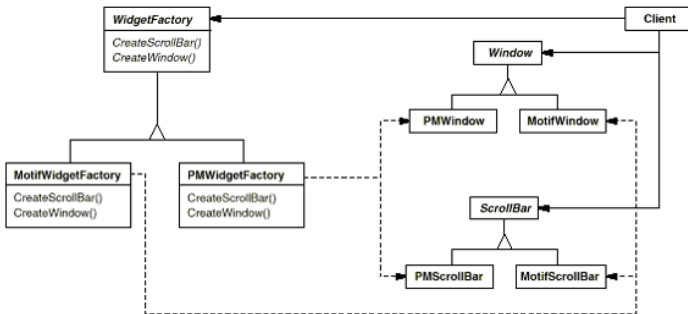 WidgetFactory
CreateScrollBar()
CreateWindow()
Client
Window
PMWindow
MotifWindow
MotifWidgetFactory
CreateScrollBar()
CreateWindow()
PMWidgetFactory
CreateScrollBar()
CreateWindow()
ScrollBar
PMScrollBar
MotifScrollBar